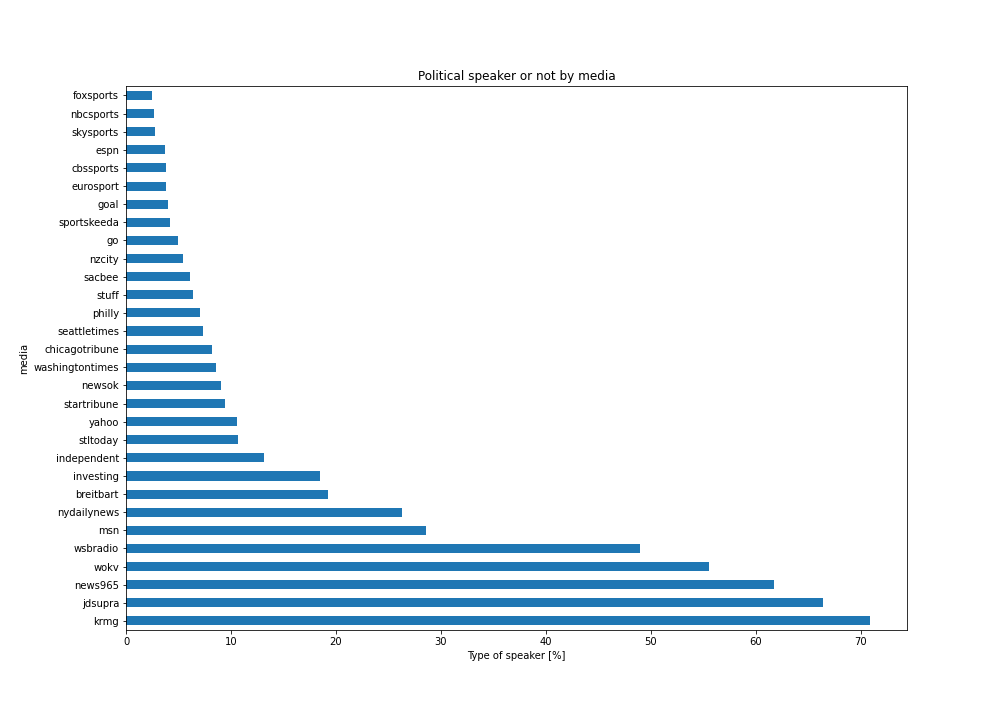 Political speaker or not by media
foxsports
nbcsports
skysports
espn
cbssports
eurosport
goal
sportskeeda
go
nzcity
sacbee
stuff
philly
seattletimes
chicagotribune
washingtontimes
newsok
startribune
yahoo
stltoday
independent
investing
breitbart
nydailynews
msn
wsbradio
wokv
news965
jdsupra
krmg
media
0 10 20 30 40 50 60 70
Type of speaker [%]